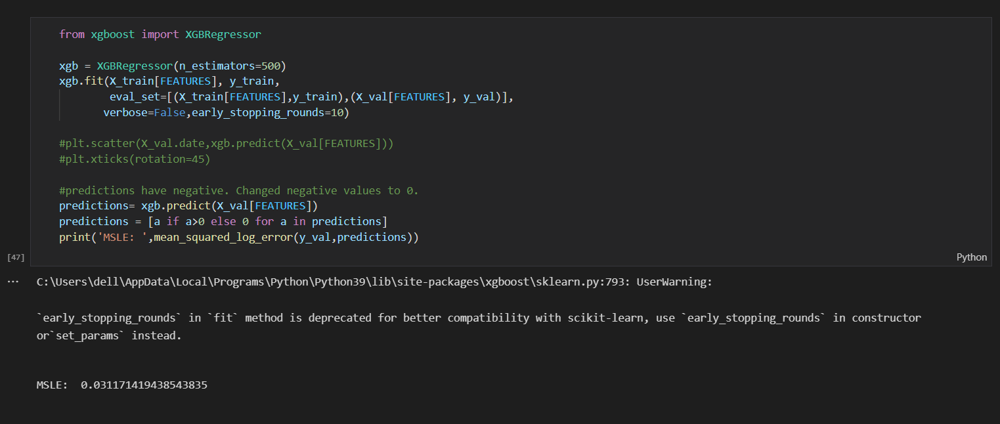 from xgboost import XGBRegressor
xgb = XGBRegressor(n_estimators=500)
xgb.fit(X_train[FEATURES], y_train,
eval_set=[(X_train[FEATURES],y_train),(X_val[FEATURES], y_val)],
verbose=False,early_stopping_rounds=10)
#plt.scatter(X_val.date,xgb.predict(X_val[FEATURES]))
#plt.xticks(rotation=45)
#predictions have negative. Changed negative values to 0.
predictions= xgb.predict(X_val[FEATURES])
predictions = [a if a>0 else 0 for a in predictions]
print('MSLE: ',mean_squared_log_error(y_val,predictions))
[47]
Python
... C:\Users\dell\AppData\Local\Programs\Python\Python39\lib\site-packages\xgboost\sklearn.py:793: UserWarning:
`early_stopping_rounds` in `fit` method is deprecated for better compatibility with scikit-learn, use `early_stopping_rounds` in constructor
or`set_params` instead.
MSLE:  0.031171419438543835